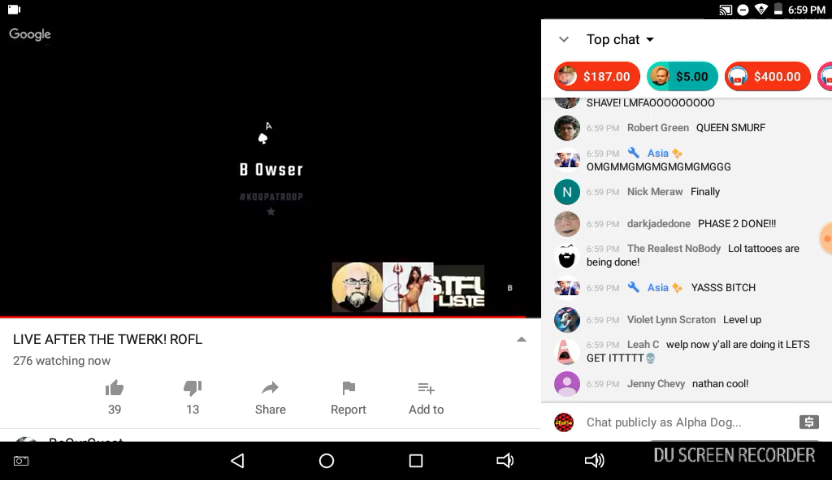 6:59 PM
Google
A
B Owser
#KOOPATROOP
STFU
LISTE
B
LIVE AFTER THE TWERK! ROFL
276 watching now
39
13
Share
Report
Add to
Top chat
$187.00
$5.00
$400.00
SHAVE! LMFAOOOOOOOOO
6:59 PM Robert Green QUEEN SMURF
6:59 PM Asia
OMGMMGMGMGMGMGMGGG
6:59 PM Nick Meraw Finally
N
6:59 PM darkjadedone PHASE 2 DONE!!!
6:59 PM The Realest NoBody Lol tattooes are
being done!
6:59 PM Asia YASSS BITCH
6:59 PM Violet Lynn Scraton Level up
6:59 PM Leah C welp now y'all are doing it LETS
GET ITTTTT💀
6:59 PM Jenny Chevy nathan cool!
Chat publicly as Alpha Dog...
DU SCREEN RECORDER